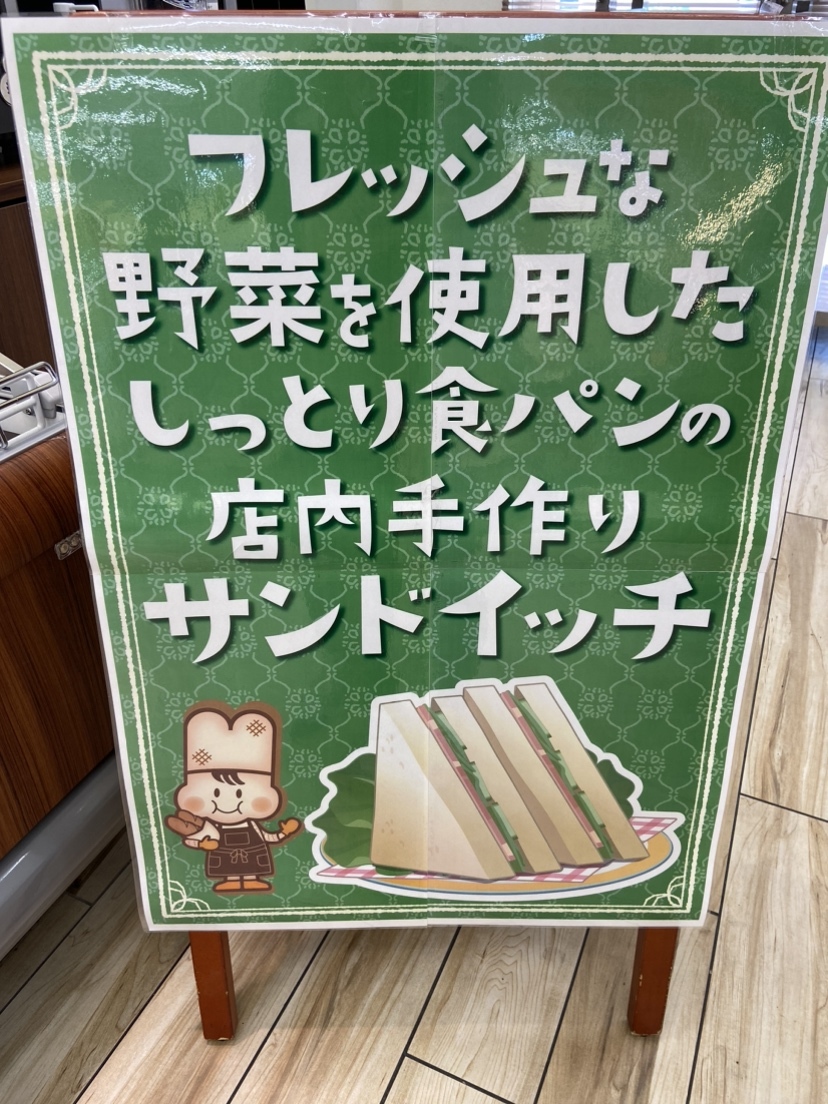 フレッシュな
野菜を使用した
しっとり食パンの
店内手作り
サンドイッチ